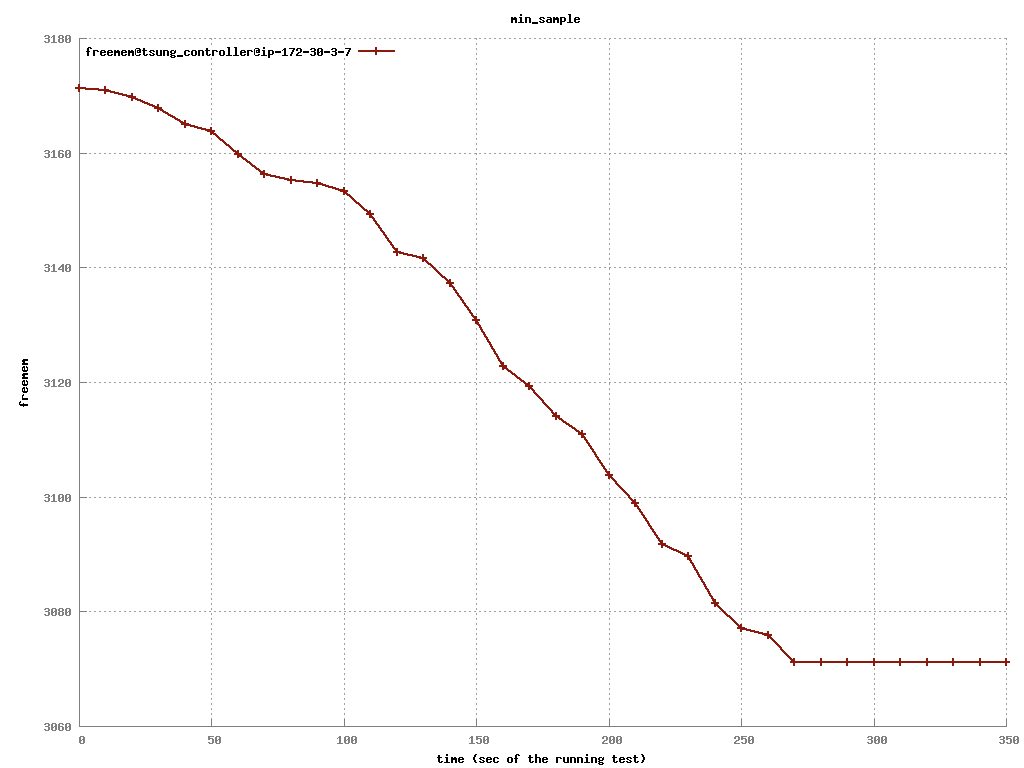 min_sample
3180
freemem@tsung_controller@ip-172-30-3-7
3160
3140
3120
freemem
3100
3080
3060
0 50 100 150 200 250 300 350
time (sec of the running test)